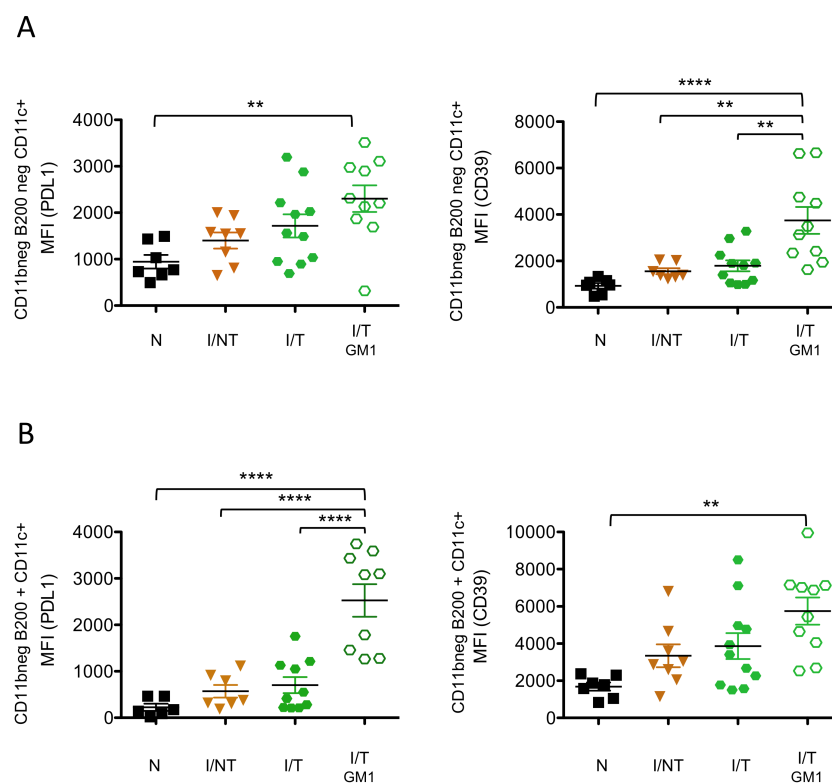 A
CD11bneg B200 neg CD11c+
MFI (PDL1)
4000
3000
2000
1000
0
**
N
I/NT
I/T
I/T
GM1
CD11bneg B200 neg CD11c+
MFI (CD39)
8000
6000
4000
2000
0
****
**
**
N
I/NT
I/T
I/T
GM1
B
CD11bneg B200 + CD11c+
MFI (PDL1)
4000
3000
2000
1000
0
****
****
****
N
I/NT
I/T
I/T
GM1
CD11bneg B200 + CD11c+
MFI (CD39)
10000
8000
6000
4000
2000
0
**
N
I/NT
I/T
I/T
GM1